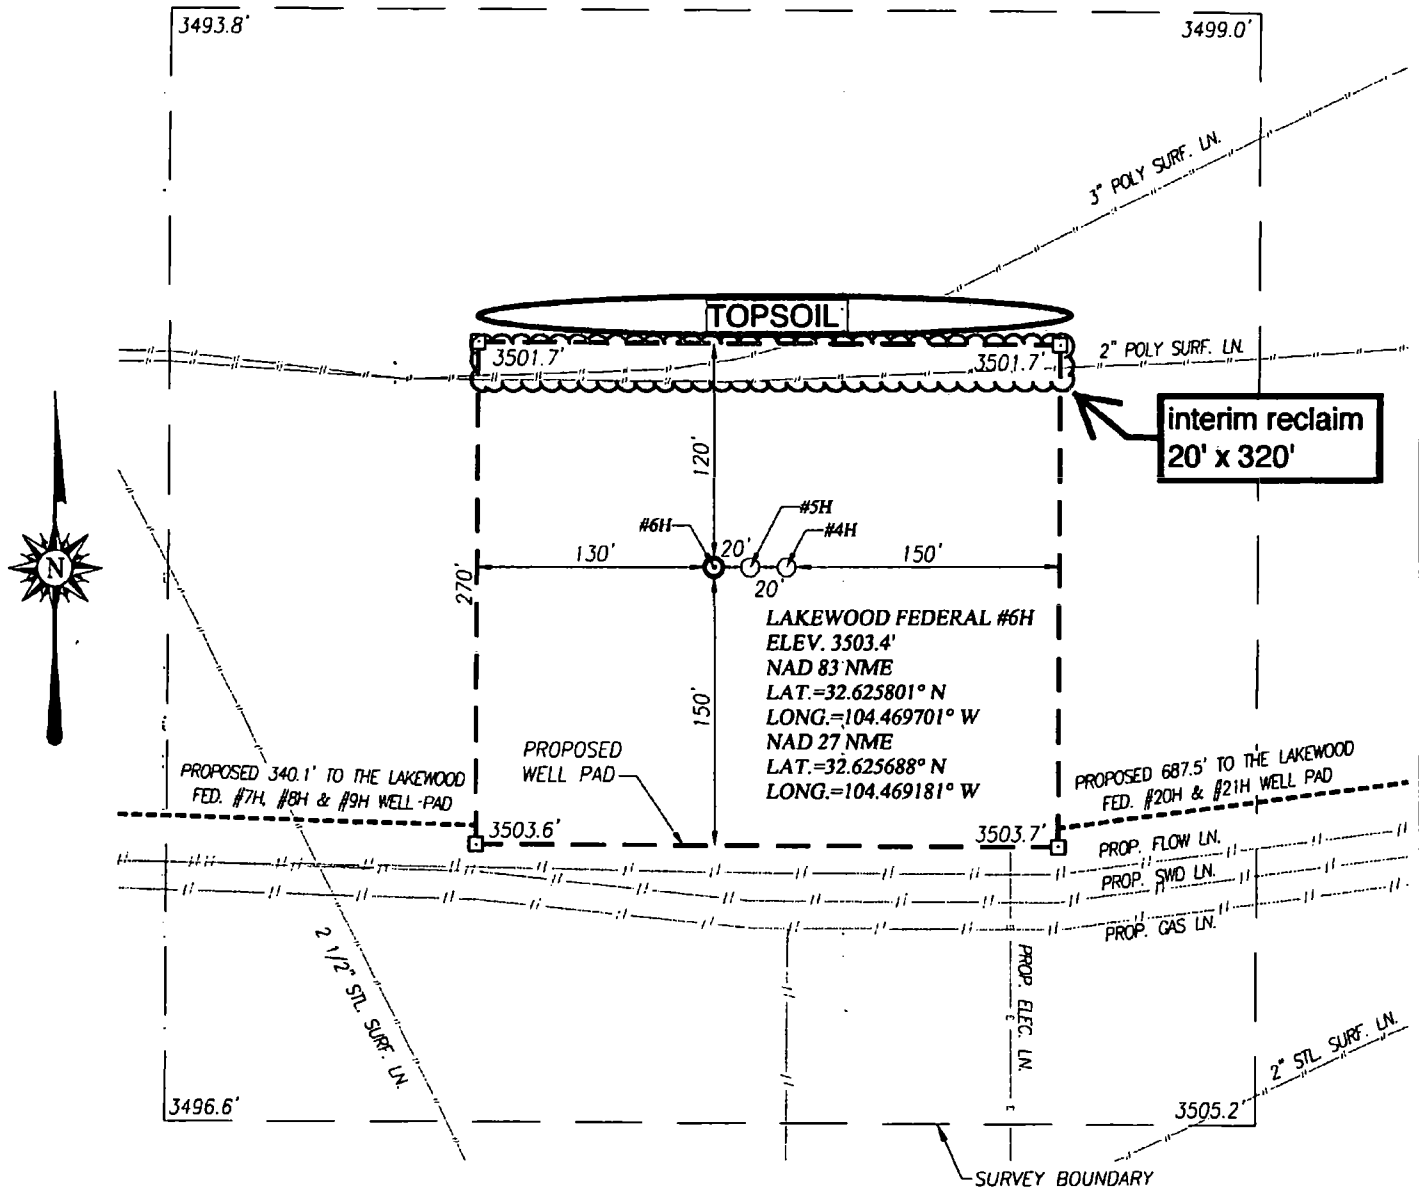 3493.8'
3499.0'
3" POLY SURF. LN.
TOPSOIL
3501.7'
3501.7'
2" POLY SURF. LN.
interim reclaim
20' x 320'
120'
#5H
#6H
#4H
130'
20'
150'
20'
270'
N
LAKEWOOD FEDERAL #6H
ELEV. 3503.4'
NAD 83 NME
LAT.=32.625801° N
LONG.=104.469701° W
NAD 27 NME
LAT.=32.625688° N
LONG.=104.469181° W
150'
PROPOSED
WELL PAD
PROPOSED 340.1' TO THE LAKEWOOD
FED. #7H, #8H & #9H WELL PAD
PROPOSED 687.5' TO THE LAKEWOOD
FED. #20H & #21H WELL PAD
3503.6'
3503.7'
PROP. FLOW LN.
PROP. SWD LN.
PROP. GAS LN.
2 1/2" STL. SURF. LN.
PROP. ELEC. LN.
2" STL. SURF. LN.
3496.6'
3505.2'
SURVEY BOUNDARY